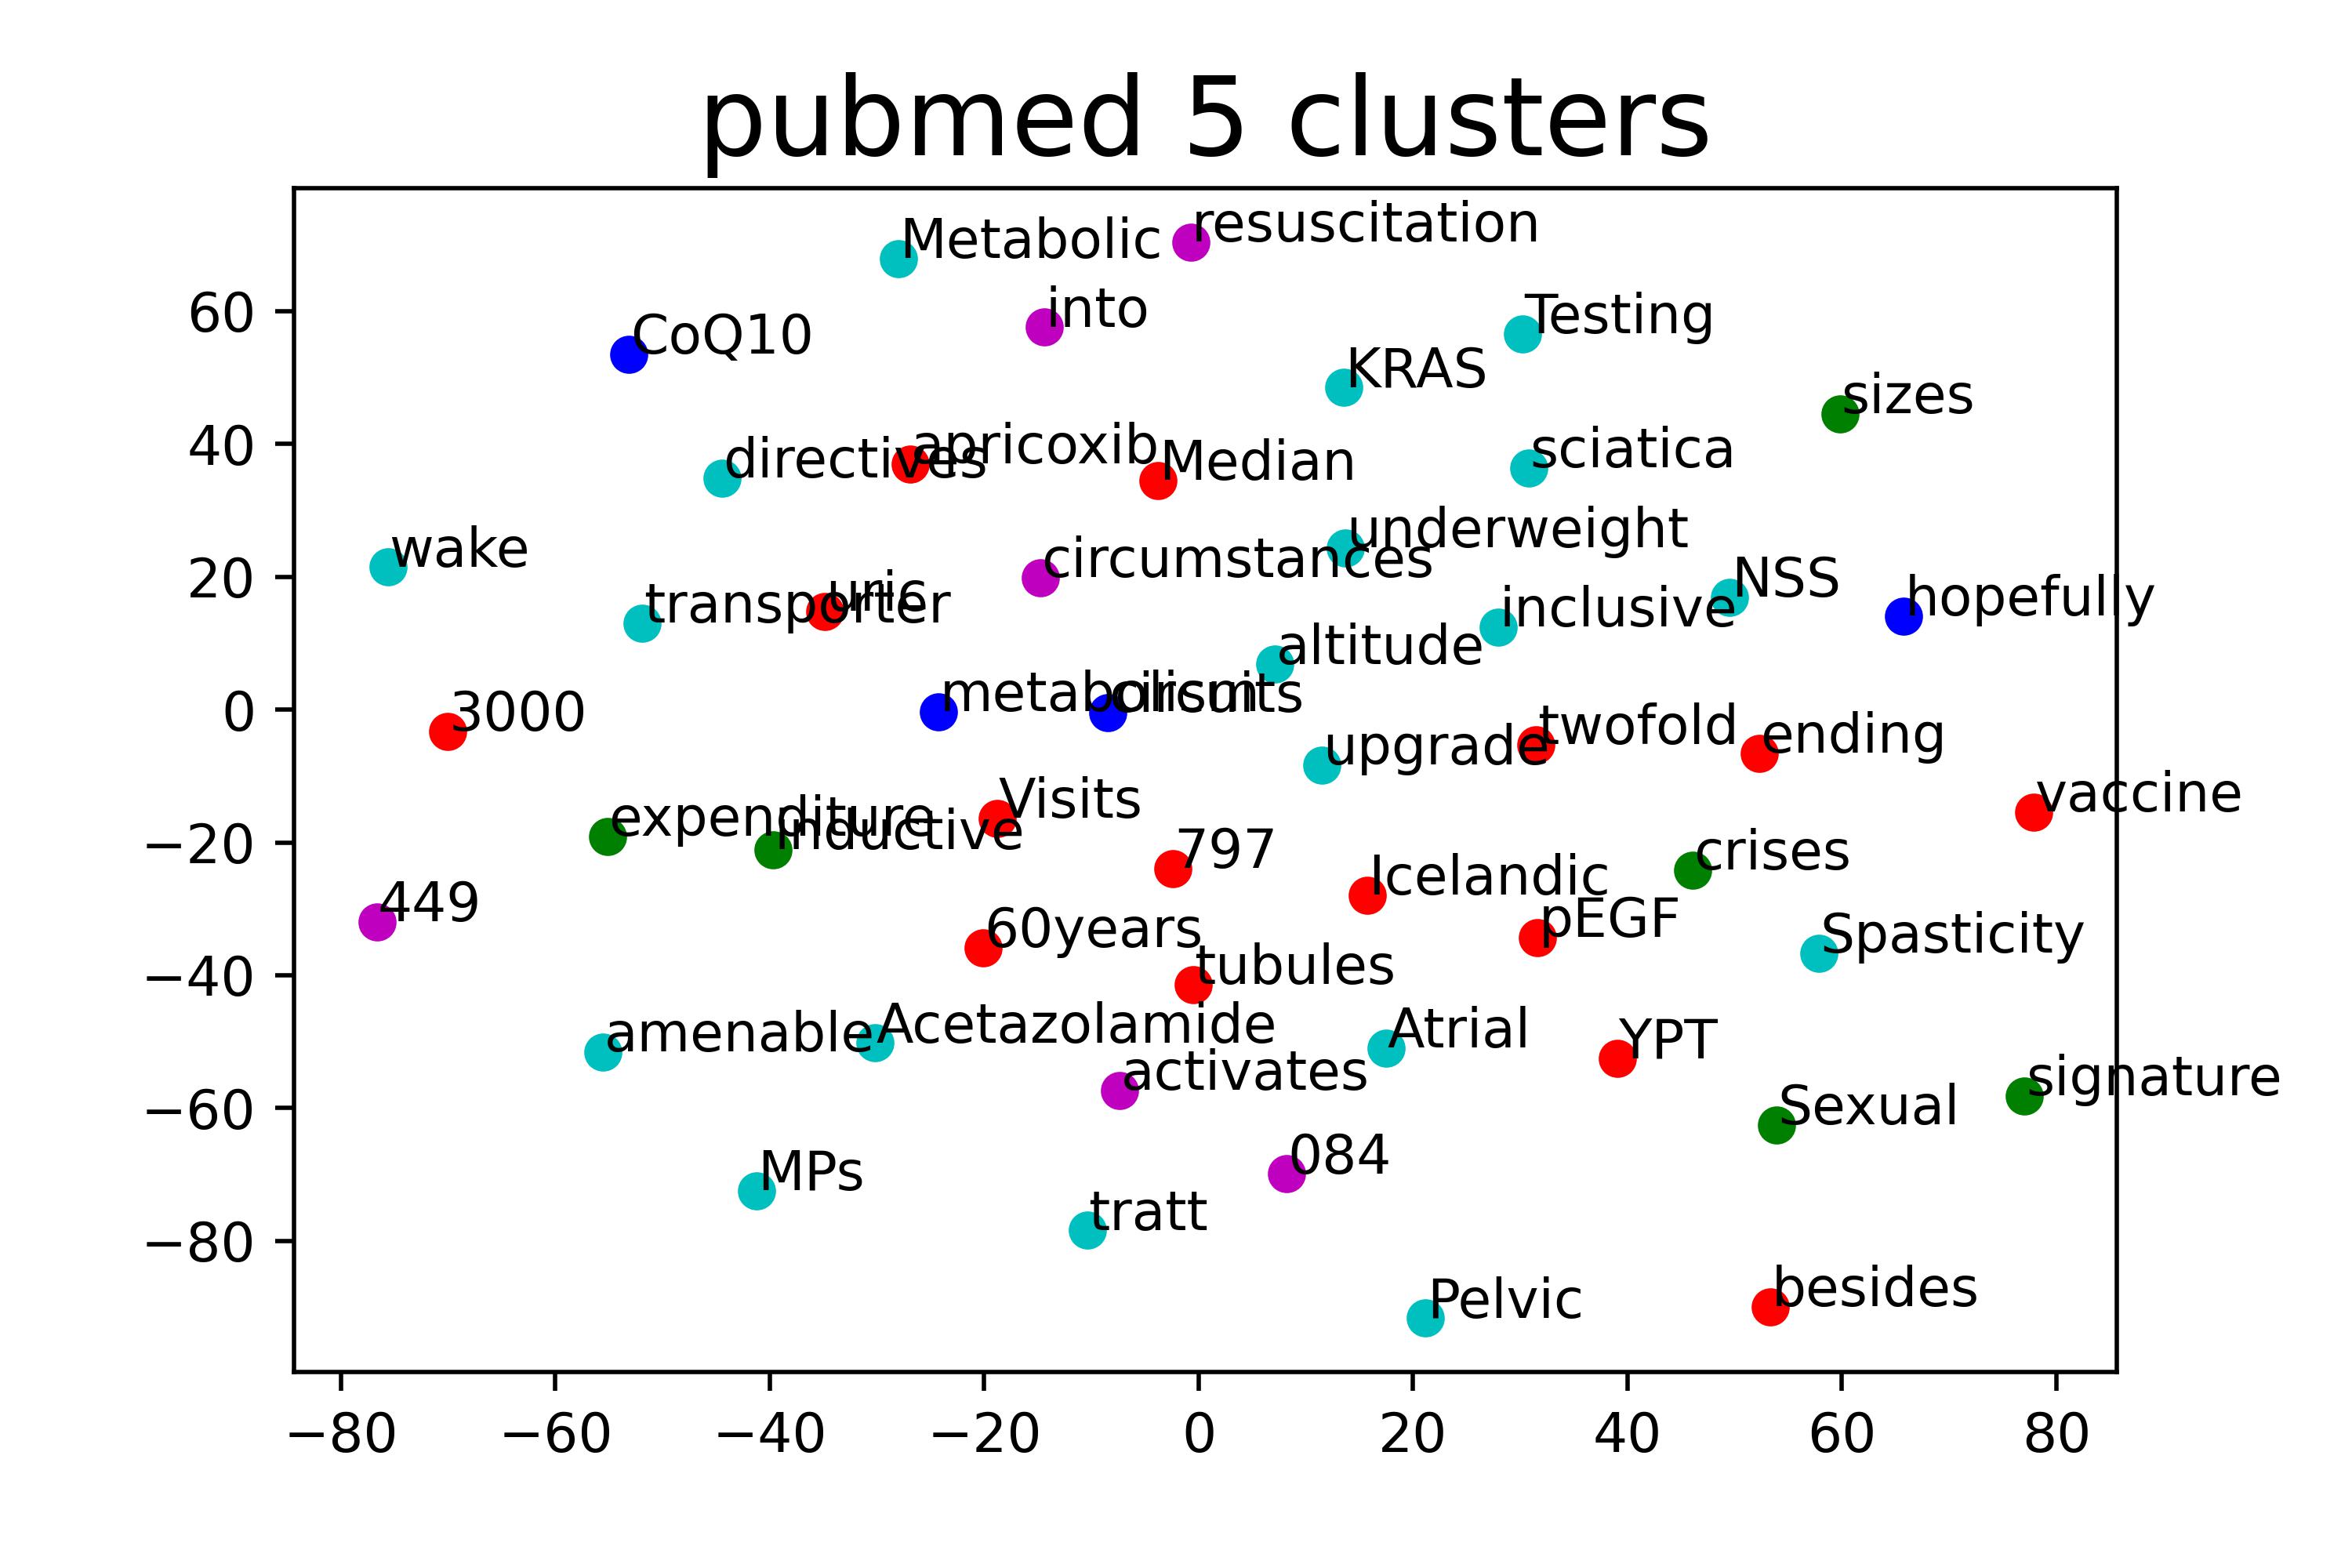 pubmed 5 clusters
resuscitation
Metabolic
into
Testing
60
CoQ10
KRAS
sizes
40
apricoxib
directives
Median
sciatica
underweight
wake
circumstances
20
NSS
uric
transporter
inclusive
hopefully
altitude
metabolism
circuits
0
3000
twofold
upgrade
ending
Visits
vaccine
expenditure
inductive
−20
797
crises
Icelandic
449
pEGF
60years
Spasticity
−40
tubules
amenable
Acetazolamide
Atrial
YPT
activates
signature
−60
Sexual
084
MPs
tratt
−80
besides
Pelvic
−80 −60 −40 −20 0 20 40 60 80